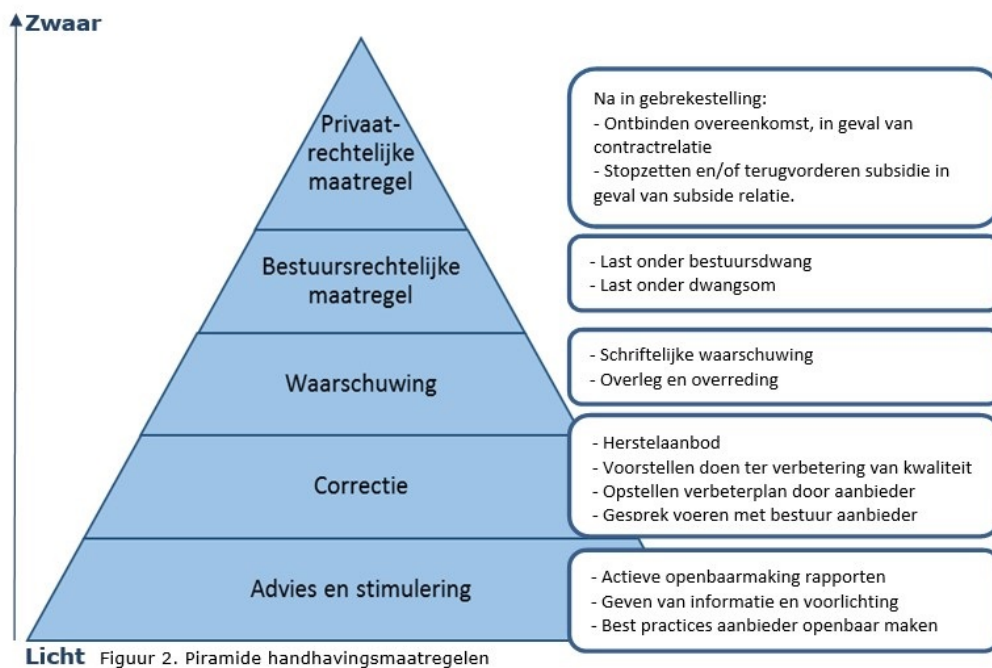 Zwaar
Privaat-
rechtelijke
maatregel
Na in gebrekestelling:
- Ontbinden overeenkomst, in geval van
contractrelatie
- Stopzetten en/of terugvorderen subsidie in
geval van subside relatie.
Bestuursrechtelijke
maatregel
- Last onder bestuursdwang
- Last onder dwangsom
Waarschuwing
- Schriftelijke waarschuwing
- Overleg en overreding
Correctie
- Herstelaanbod
- Voorstellen doen ter verbetering van kwaliteit
- Opstellen verbeterplan door aanbieder
- Gesprek voeren met bestuur aanbieder
Advies en stimulering
- Actieve openbaarmaking rapporten
- Geven van informatie en voorlichting
- Best practices aanbieder openbaar maken
Licht Figuur 2. Piramide handhavingsmaatregelen